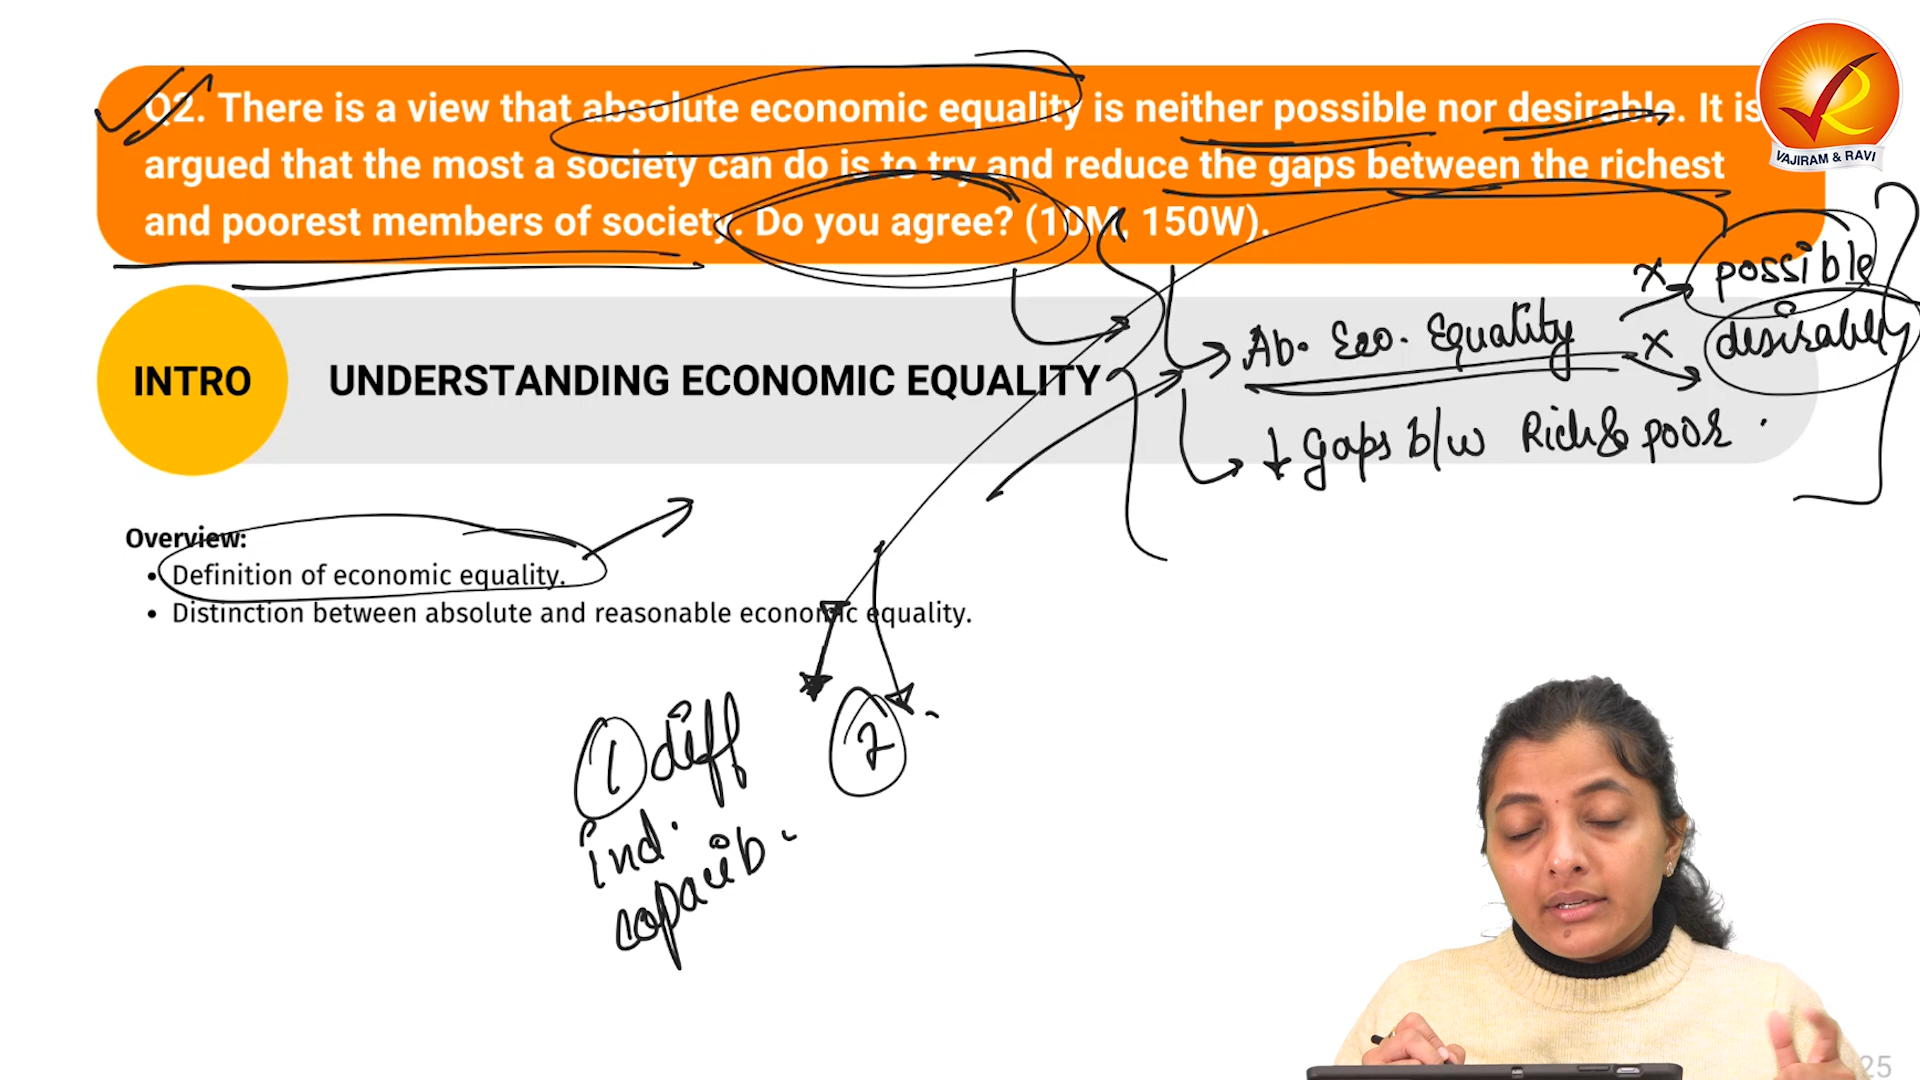 Q2. There is a view that absolute economic equality is neither possible nor desirable. It is
argued that the most a society can do is to try and reduce the gaps between the richest
and poorest members of society. Do you agree? (10M, 150W).
VAJIRAM & RAVI
x possible
Ab. Eco. Equality
x desirable
?
INTRO
UNDERSTANDING ECONOMIC EQUALITY
↓ Gaps b/w Rich & poor
Overview:
• Definition of economic equality.
• Distinction between absolute and reasonable economic equality.
1 diff
ind.
2
25